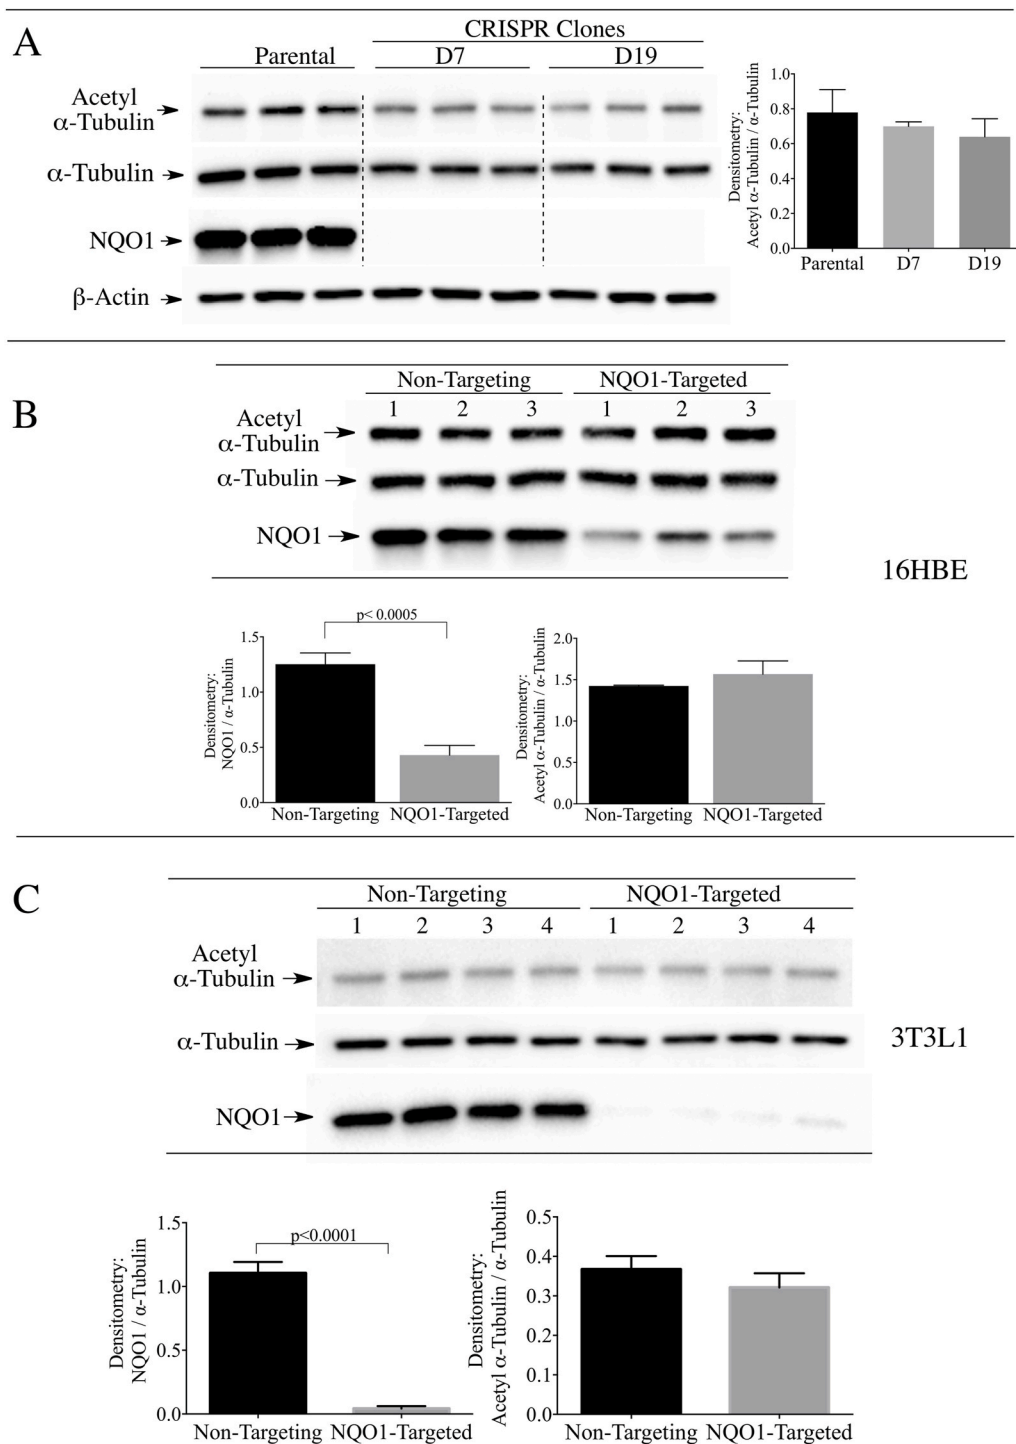 A
CRISPR Clones
Parental D7 D19
Acetyl
α-Tubulin
α-Tubulin
NQO1
β-Actin
Densitometry:
Acetyl α-Tubulin / α-Tubulin
1.0
0.8
0.6
0.4
0.2
0.0
Parental D7 D19
B
Non-Targeting NQO1-Targeted
1 2 3 1 2 3
Acetyl
α-Tubulin
α-Tubulin
NQO1
16HBE
p< 0.0005
Densitometry:
NQO1 / α-Tubulin
1.5
1.0
0.5
0.0
Non-Targeting NQO1-Targeted
Densitometry:
Acetyl α-Tubulin / α-Tubulin
2.0
1.5
1.0
0.5
0.0
Non-Targeting NQO1-Targeted
C
Non-Targeting NQO1-Targeted
1 2 3 4 1 2 3 4
Acetyl
α-Tubulin
α-Tubulin
NQO1
3T3L1
p<0.0001
Densitometry:
NQO1 / α-Tubulin
1.5
1.0
0.5
0.0
Non-Targeting NQO1-Targeted
Densitometry:
Acetyl α-Tubulin / α-Tubulin
0.5
0.4
0.3
0.2
0.1
0.0
Non-Targeting NQO1-Targeted